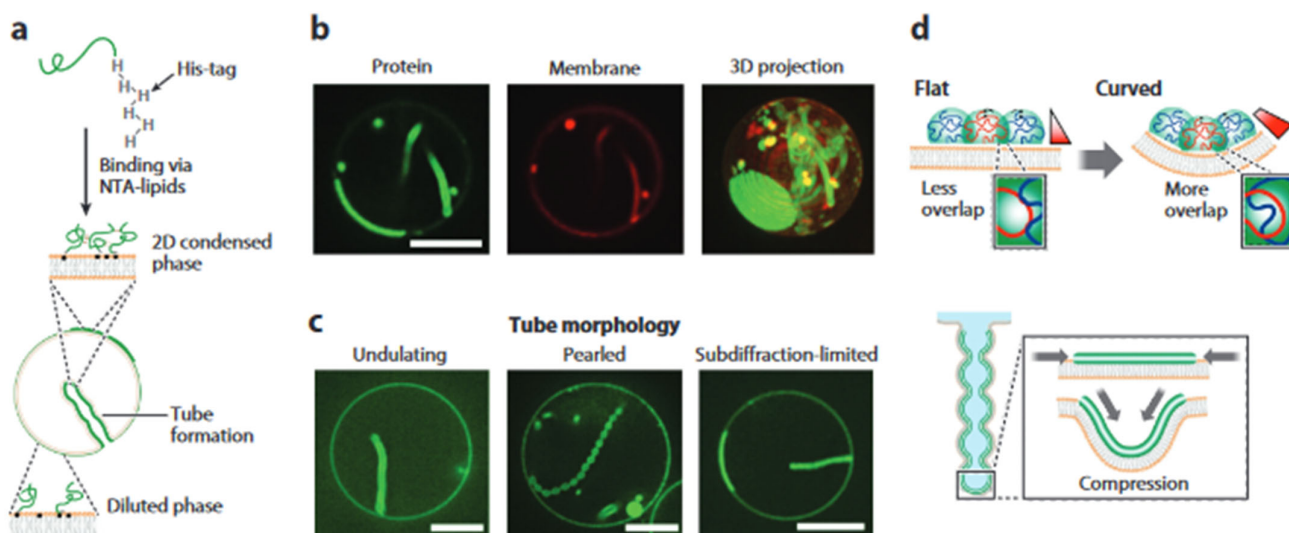 a
H
H
H
H
H
H
His-tag
Binding via
NTA-lipids
2D condensed
phase
Tube
formation
Diluted phase
b
Protein
Membrane
3D projection
c
Tube morphology
Undulating
Pearled
Subdiffraction-limited
d
Flat
Curved
Less
overlap
More
overlap
Compression